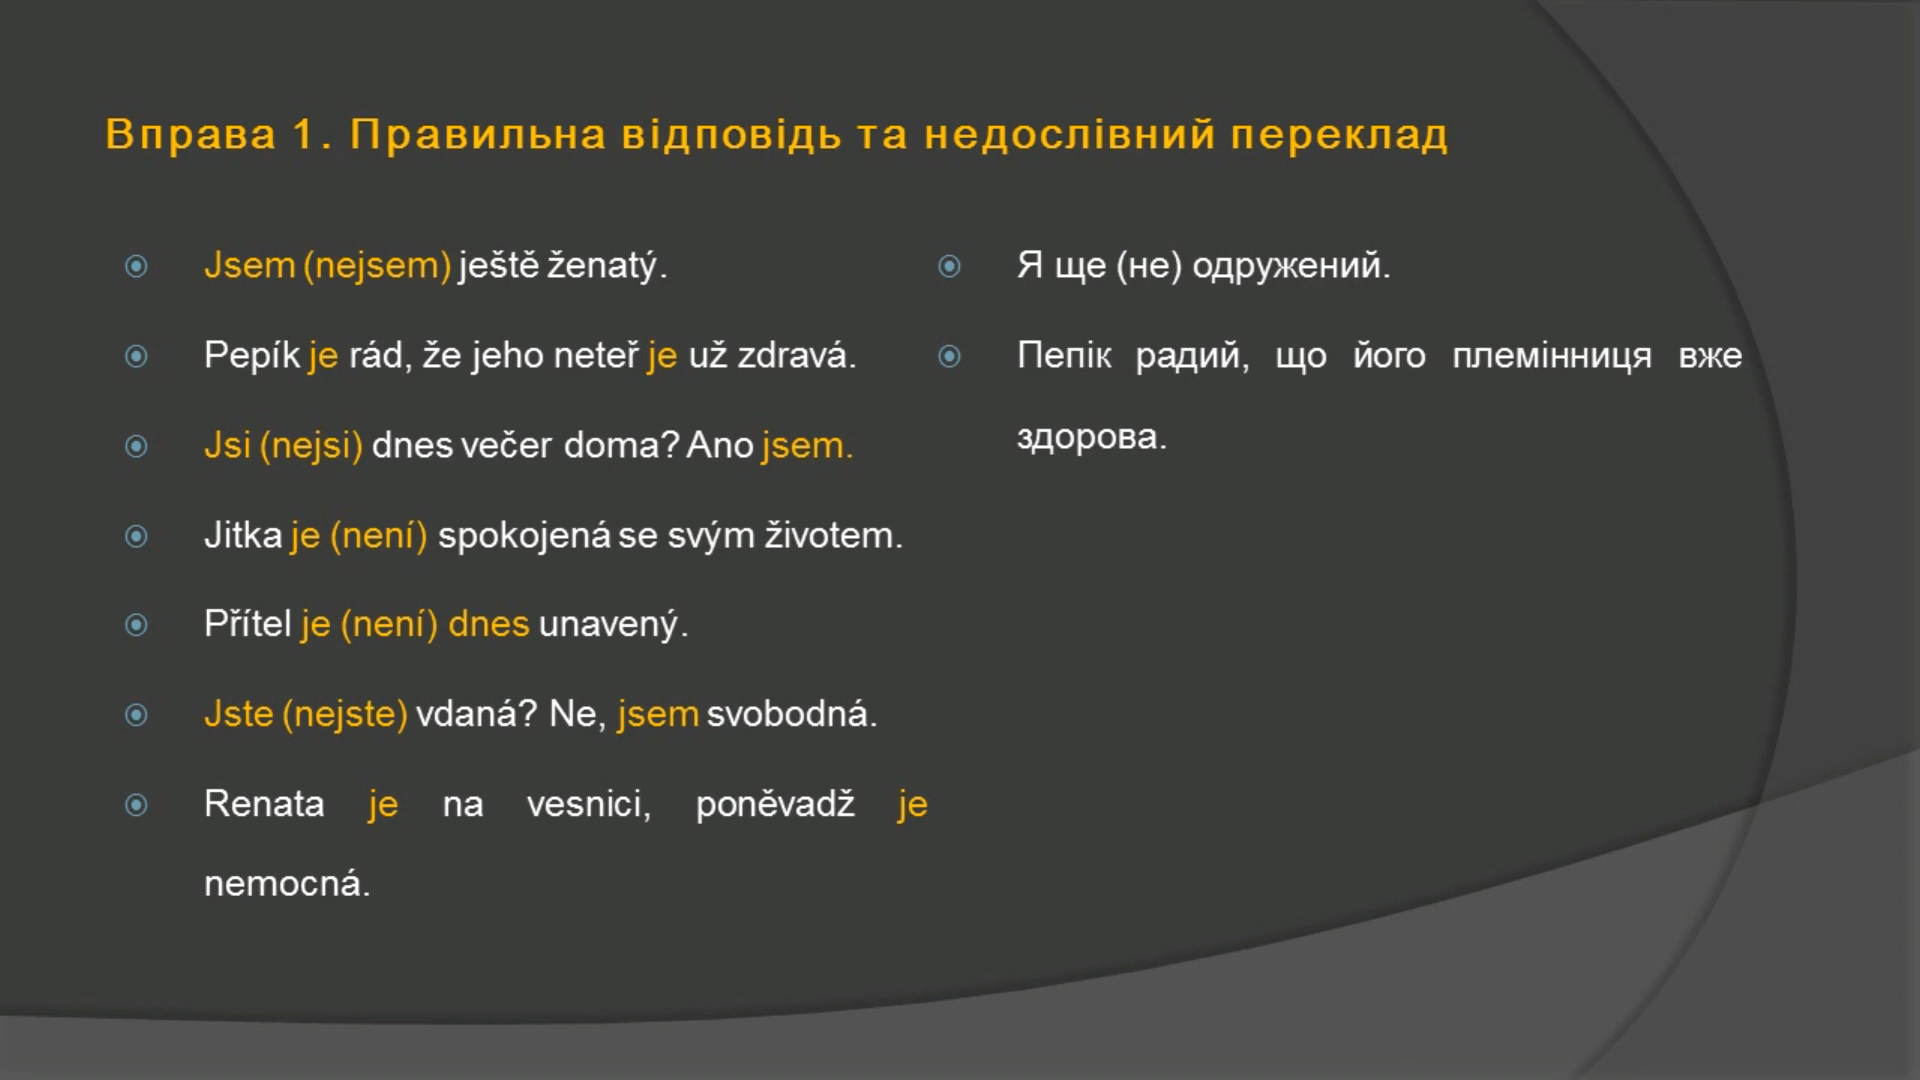 Вправа 1. Правильна відповідь та недослівний переклад
Jsem (nejsem) ještě ženatý.
Pepík je rád, že jeho neteř je už zdravá.
Jsi (nejsi) dnes večer doma? Ano jsem.
Jitka je (není) spokojená se svým životem.
Přítel je (není) dnes unavený.
Jste (nejste) vdaná? Ne, jsem svobodná.
Renata je na vesnici, poněvadž je
nemocná.
Я ще (не) одружений.
Пепік радий, що його племінниця вже
здорова.